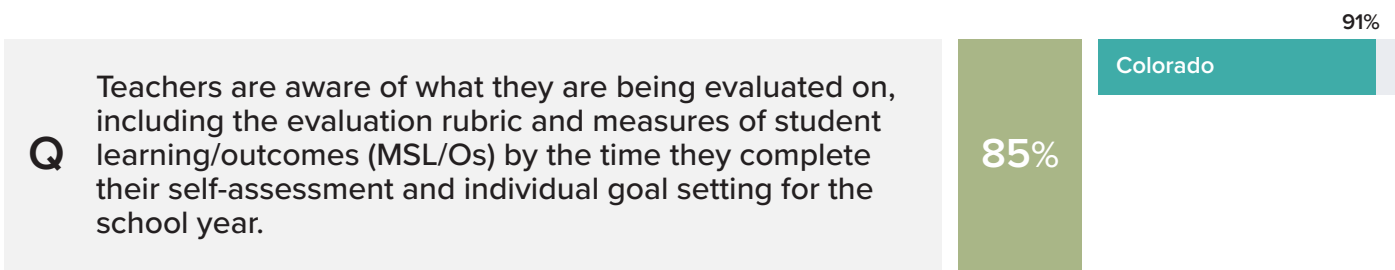 91%
Colorado
Q
Teachers are aware of what they are being evaluated on,
including the evaluation rubric and measures of student
learning/outcomes (MSL/Os) by the time they complete
their self-assessment and individual goal setting for the
school year.
85%